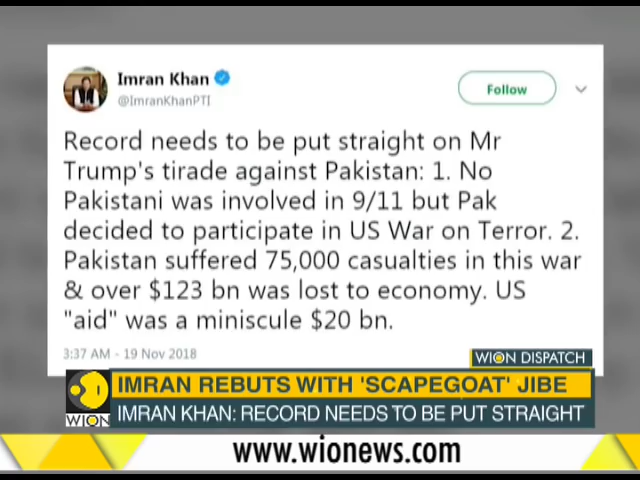 Imran Khan
@ImranKhanPTI
Follow
Record needs to be put straight on Mr
Trump's tirade against Pakistan: 1. No
Pakistani was involved in 9/11 but Pak
decided to participate in US War on Terror. 2.
Pakistan suffered 75,000 casualties in this war
& over $123 bn was lost to economy. US
"aid" was a miniscule $20 bn.
3:37 AM - 19 Nov 2018
WION DISPATCH
IMRAN REBUTS WITH 'SCAPEGOAT' JIBE
WION
IMRAN KHAN: RECORD NEEDS TO BE PUT STRAIGHT
www.wionews.com